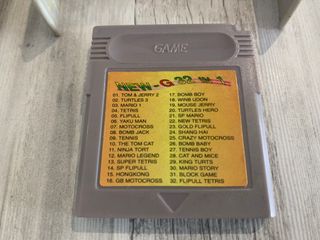 GAME
NEW-G 32 IN 1
01. TOM & JERRY 2
02. TURTLES 3
03. MARIO 1
04. TETRIS
05. FLIPULL
06. YAKU MAN
07. MOTOCROSS
08. BOMB JACK
09. TENNIS
10. THE TOM CAT
11. NINJA TORT
12. MARIO LEGEND
13. SUPER TETRIS
14. SP FLIPULL
15. HONGKONG
16. GB MOTOCROSS
17. BOMB BOY
18. WINB UDON
19. MOUSE JERRY
20. TURTLES HERO
21. SP MARIO
22. NEW TETRIS
23. GOLD FLIPULL
24. SHANG HAI
25. CRAZY MOTOCROSS
26. BOMB BABY
27. TENNIS BOY
28. CAT AND MICE
29. KING TURTS
30. MARIO STORY
31. BLOCK GAME
32. FLIPULL TETRIS